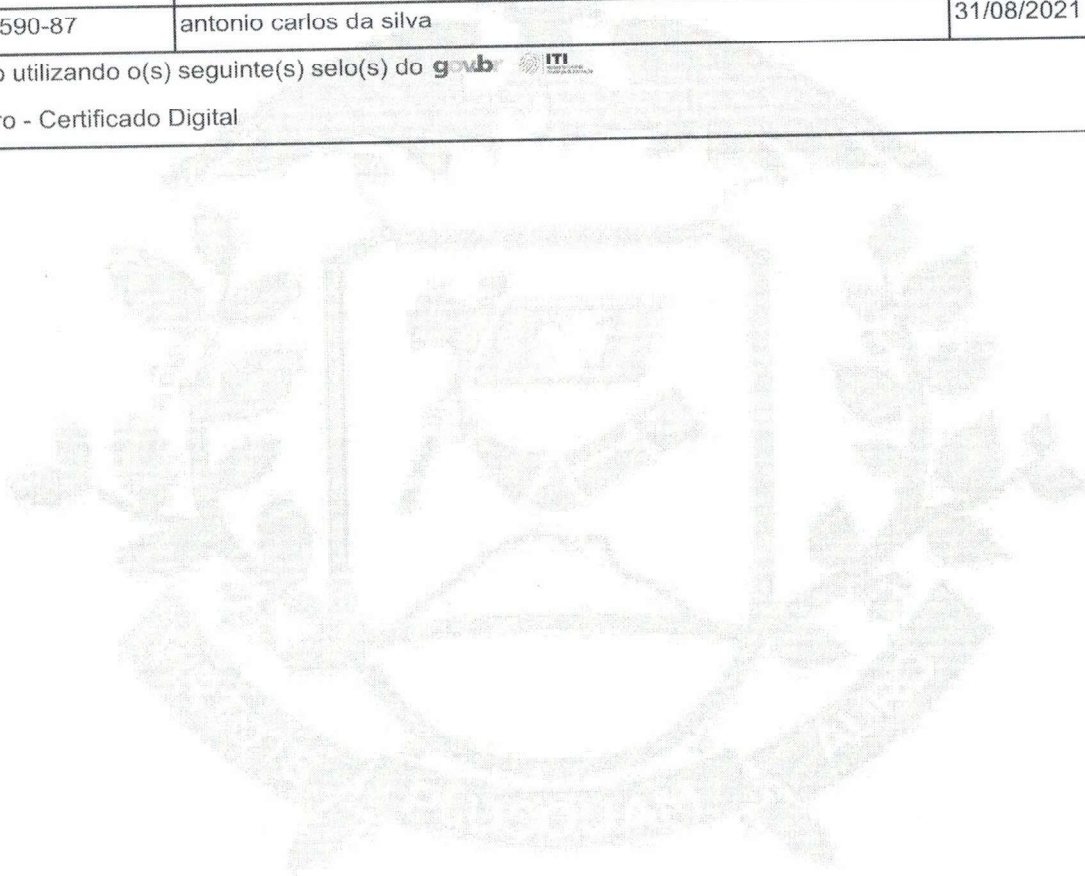 590-87 antonio carlos da silva 31/08/2021
o utilizando o(s) seguinte(s) selo(s) do gov.br ITI
ro - Certificado Digital